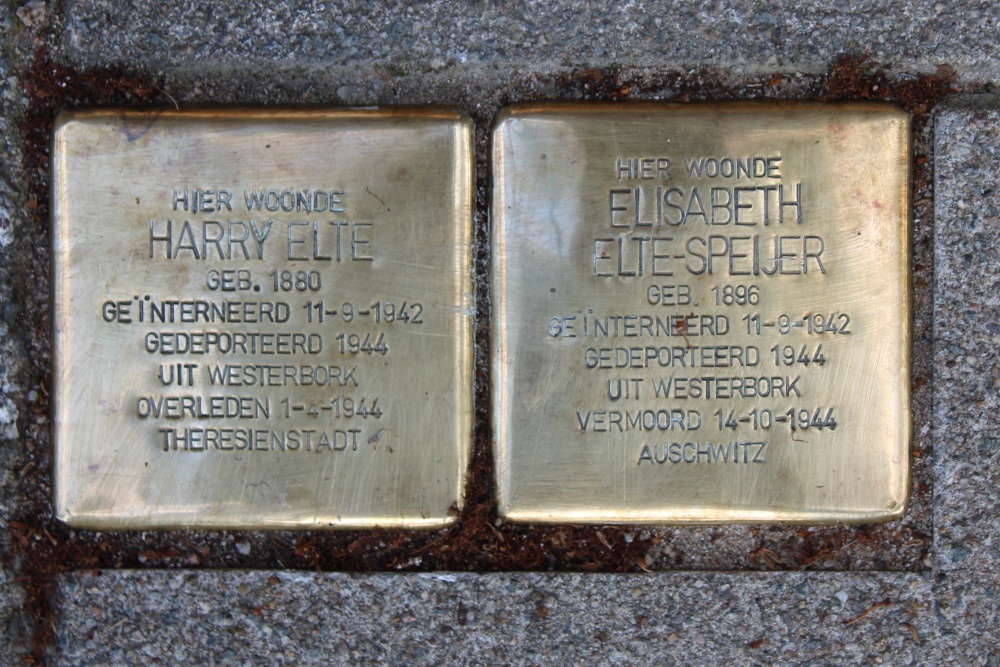 HIER WOONDE
HARRY ELTE
GEB. 1880
GEÏNTERNEERD 11-9-1942
GEDEPORTEERD 1944
UIT WESTERBORK
OVERLEDEN 1-4-1944
THERESIENSTADT
HIER WOONDE
ELISABETH
ELTE-SPEIJER
GEB. 1896
GEÏNTERNEERD 11-9-1942
GEDEPORTEERD 1944
UIT WESTERBORK
VERMOORD 14-10-1944
AUSCHWITZ